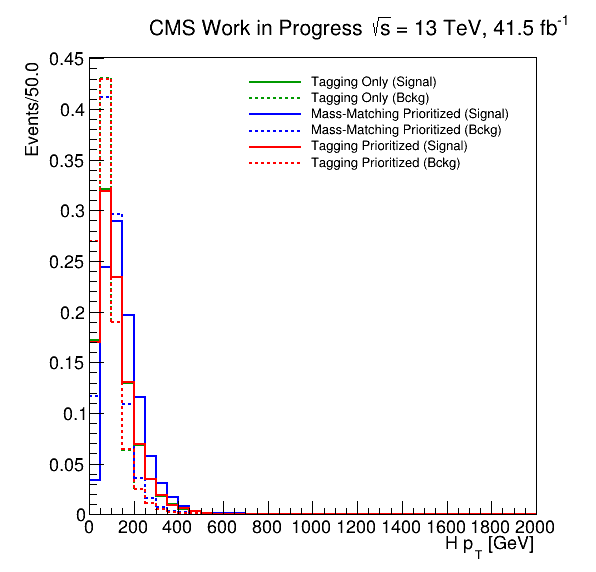 CMS Work in Progress √s = 13 TeV, 41.5 fb⁻¹
Events/50.0
0.45
0.4
0.35
0.3
0.25
0.2
0.15
0.1
0.05
0
Tagging Only (Signal)
Tagging Only (Bckg)
Mass-Matching Prioritized (Signal)
Mass-Matching Prioritized (Bckg)
Tagging Prioritized (Signal)
Tagging Prioritized (Bckg)
0 200 400 600 800 1000 1200 1400 1600 1800 2000
H p_T [GeV]